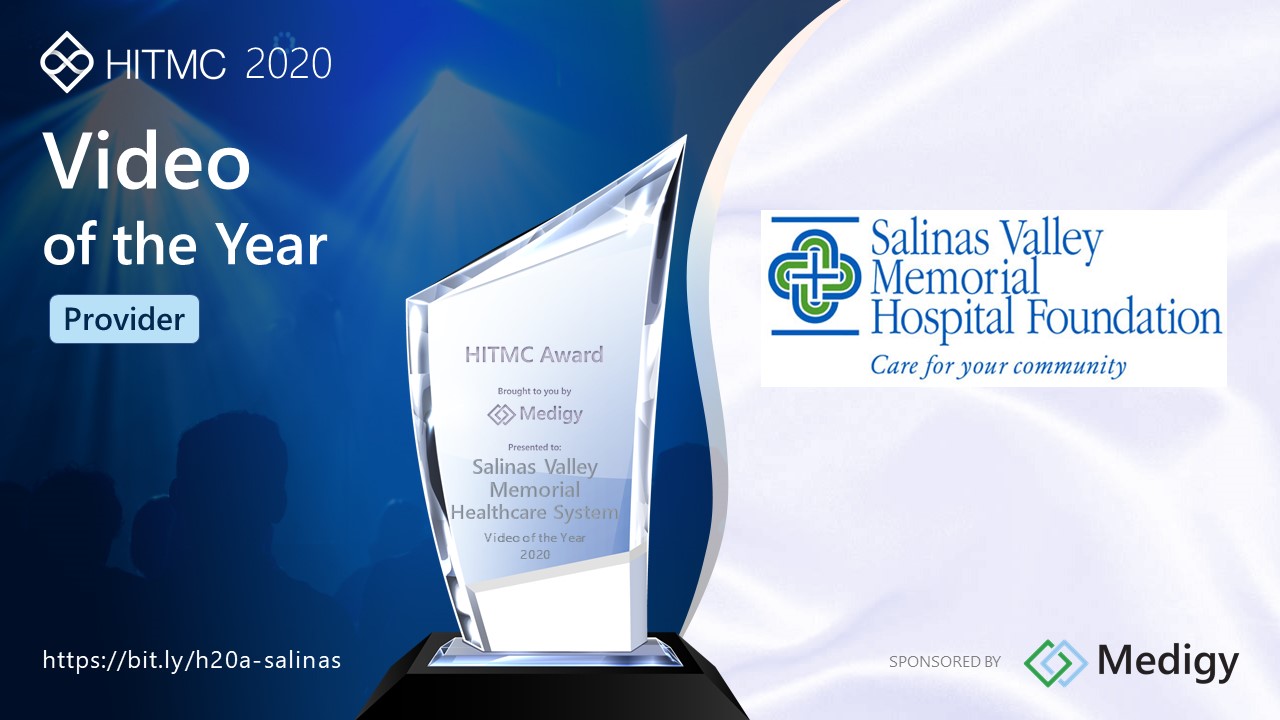 HITMC 2020
Video
of the Year
Provider
HITMC Award
Brought to you by
Medigy
Presented to:
Salinas Valley
Memorial
Healthcare System
Video of the Year
2020
https://bit.ly/h20a-salinas
Salinas Valley
Memorial
Hospital Foundation
Care for your community
SPONSORED BY Medigy